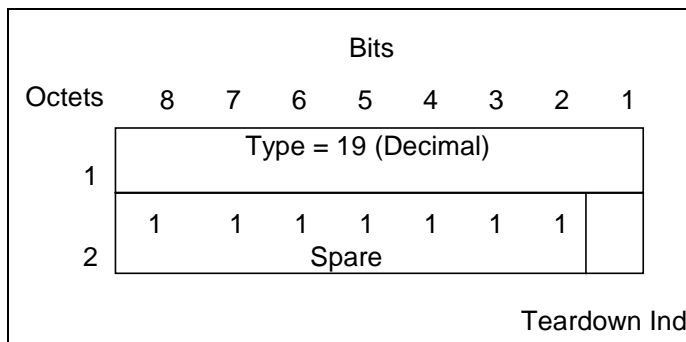 Bits
Octets 8 7 6 5 4 3 2 1
Type = 19 (Decimal)
1
1 1 1 1 1 1 1
2 Spare
Teardown Ind